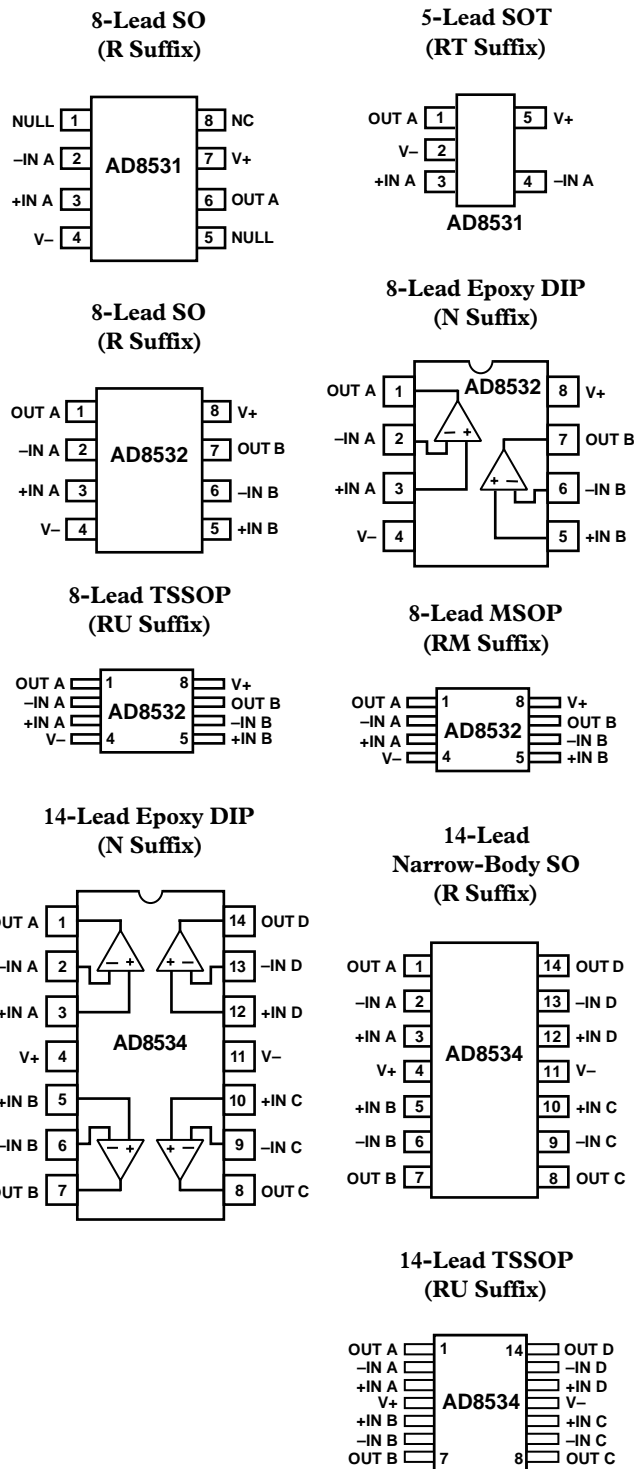 8-Lead SO
(R Suffix)
NULL 1
8 NC
–IN A 2
7 V+
AD8531
+IN A 3
6 OUT A
V– 4
5 NULL
5-Lead SOT
(RT Suffix)
OUT A 1
5 V+
V– 2
+IN A 3
4 –IN A
AD8531
8-Lead SO
(R Suffix)
OUT A 1
8 V+
–IN A 2
7 OUT B
AD8532
+IN A 3
6 –IN B
V– 4
5 +IN B
8-Lead Epoxy DIP
(N Suffix)
AD8532
OUT A 1
8 V+
–IN A 2
7 OUT B
– +
+IN A 3
6 –IN B
+ –
V– 4
5 +IN B
8-Lead TSSOP
(RU Suffix)
OUT A 1
8 V+
–IN A
OUT B
AD8532
+IN A
–IN B
V– 4
5 +IN B
8-Lead MSOP
(RM Suffix)
OUT A 1
8 V+
–IN A
OUT B
AD8532
+IN A
–IN B
V– 4
5 +IN B
14-Lead Epoxy DIP
(N Suffix)
OUT A 1
14 OUT D
–IN A 2
13 –IN D
– +
+ –
+IN A 3
12 +IN D
AD8534
V+ 4
11 V–
+IN B 5
10 +IN C
–IN B 6
9 –IN C
– +
+ –
OUT B 7
8 OUT C
14-Lead
Narrow-Body SO
(R Suffix)
OUT A 1
14 OUT D
–IN A 2
13 –IN D
+IN A 3
12 +IN D
AD8534
V+ 4
11 V–
+IN B 5
10 +IN C
–IN B 6
9 –IN C
OUT B 7
8 OUT C
14-Lead TSSOP
(RU Suffix)
OUT A 1
14 OUT D
–IN A
–IN D
+IN A
+IN D
V+
AD8534
V–
+IN B
+IN C
–IN B
–IN C
OUT B 7
8 OUT C